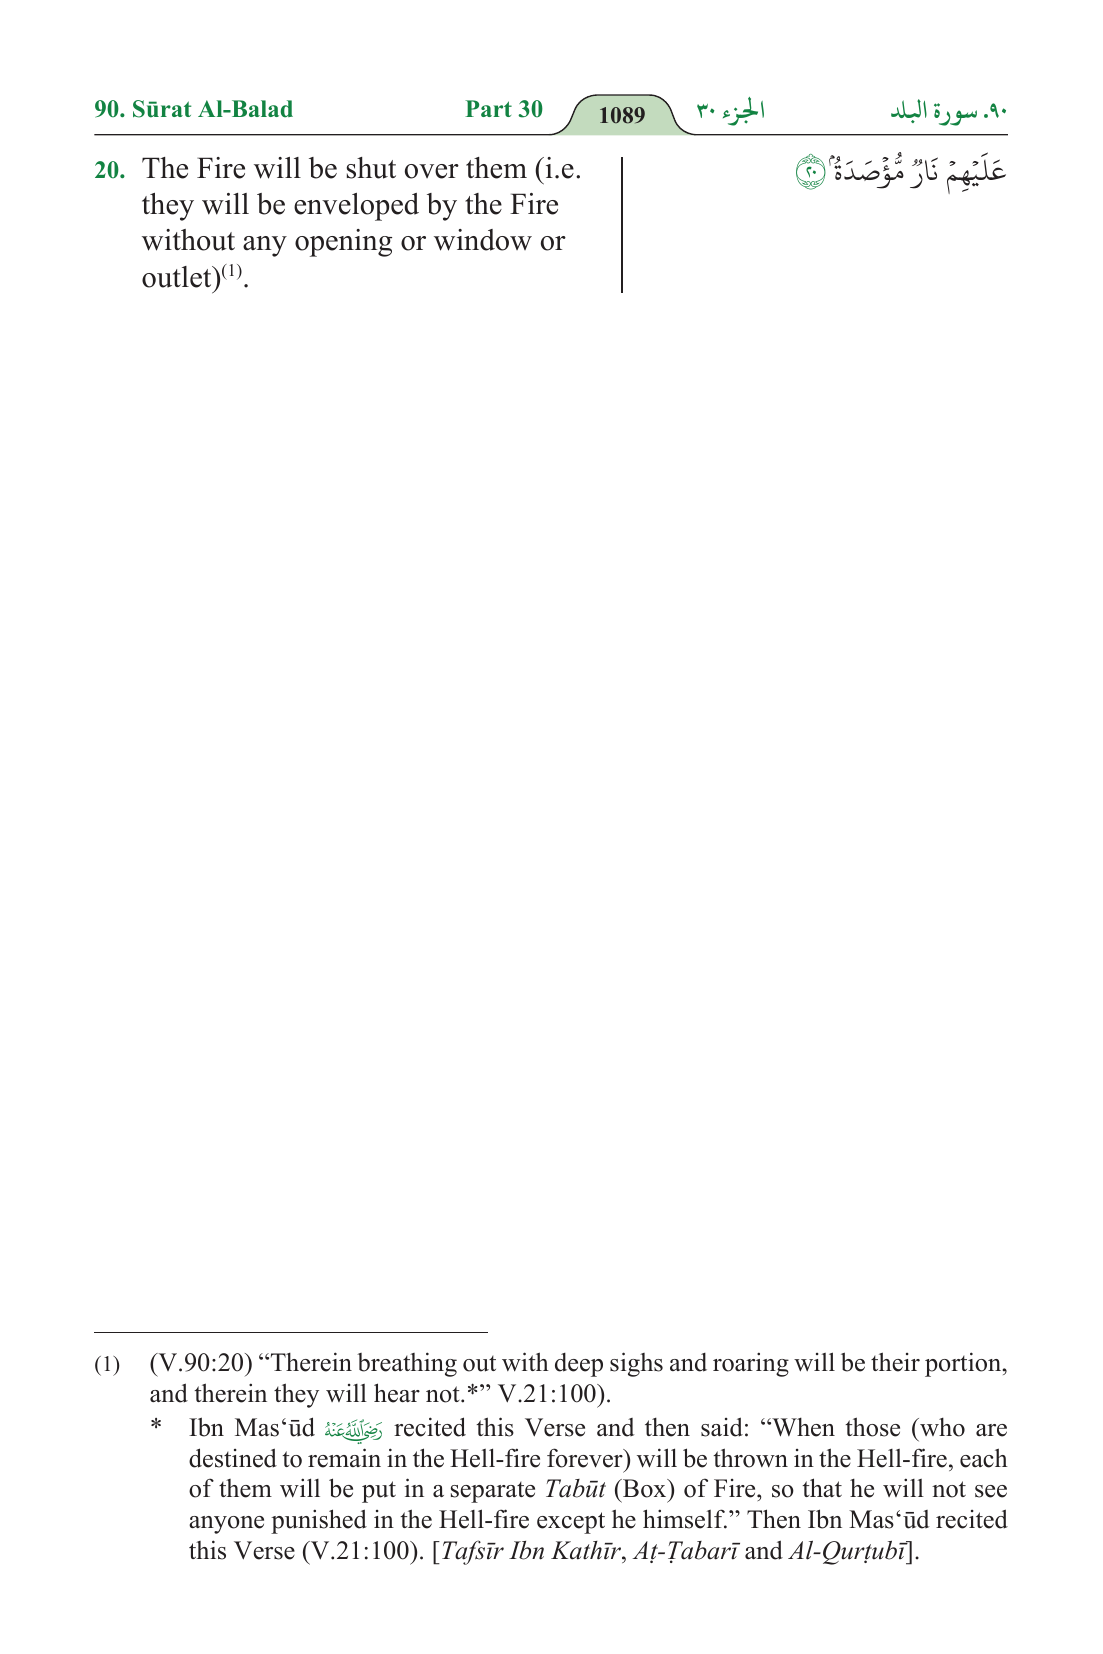 90. Sūrat Al-Balad Part 30 1089 الجزء ٣٠ ٩٠. سورة البلد
20. The Fire will be shut over them (i.e.
they will be enveloped by the Fire
without any opening or window or
outlet)(1).
عَلَيْهِمْ نَارٌ مُّؤْصَدَةٌۢ ٢٠
(1) (V.90:20) “Therein breathing out with deep sighs and roaring will be their portion,
and therein they will hear not.*” V.21:100).
* Ibn Mas‘ūd رَضِيَ اللَّهُ عَنْهُ recited this Verse and then said: “When those (who are
destined to remain in the Hell-fire forever) will be thrown in the Hell-fire, each
of them will be put in a separate Tabūt (Box) of Fire, so that he will not see
anyone punished in the Hell-fire except he himself.” Then Ibn Mas‘ūd recited
this Verse (V.21:100). [Tafsīr Ibn Kathīr, Aṭ-Ṭabarī and Al-Qurṭubī].